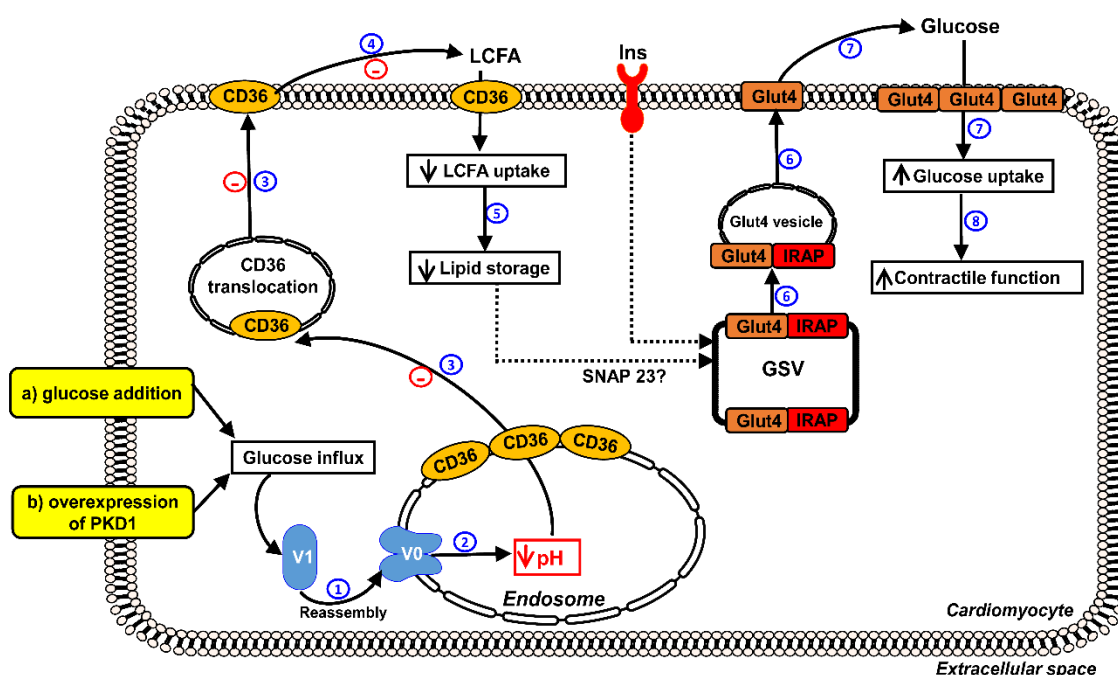 4
LCFA
Ins
7
Glucose
CD36
CD36
Glut4
Glut4
Glut4
Glut4
3
LCFA uptake
5
Lipid storage
6
Glut4 vesicle
Glut4
IRAP
6
7
Glucose uptake
8
Contractile function
CD36
translocation
CD36
3
SNAP 23?
Glut4
IRAP
GSV
Glut4
IRAP
a) glucose addition
Glucose influx
b) overexpression
of PKD1
CD36
CD36
CD36
V1
V0
2
pH
1
Reassembly
Endosome
Cardiomyocyte
Extracellular space